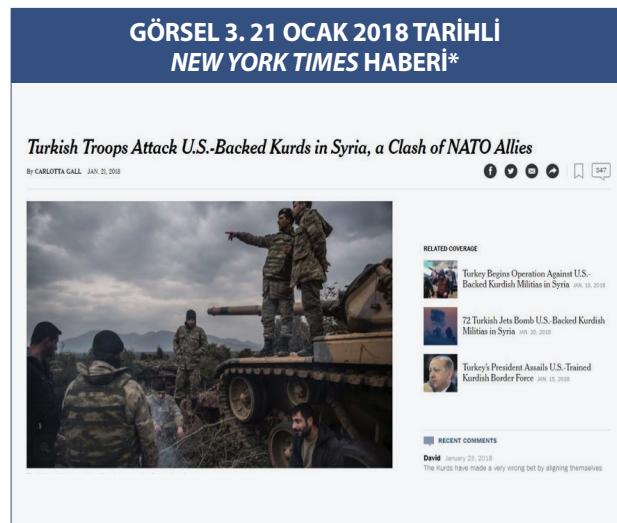 GÖRSEL 3. 21 OCAK 2018 TARİHLİ
NEW YORK TIMES HABERİ*
Turkish Troops Attack U.S.-Backed Kurds in Syria, a Clash of NATO Allies
By CARLOTTA GALL JAN. 21, 2018
347
RELATED COVERAGE
Turkey Begins Operation Against U.S.-
Backed Kurdish Militias in Syria JAN. 19, 2018
72 Turkish Jets Bomb U.S.-Backed Kurdish
Militias in Syria JAN. 20, 2018
Turkey's President Assails U.S.-Trained
Kurdish Border Force JAN. 15, 2018
RECENT COMMENTS
David January 23, 2018
The Kurds have made a very wrong bet by aligning themselves